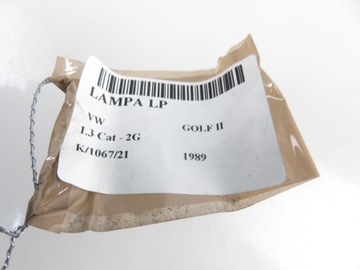 LAMPA LP
VW GOLF II
1.3 Cat - 2G
K/1067/21 1989